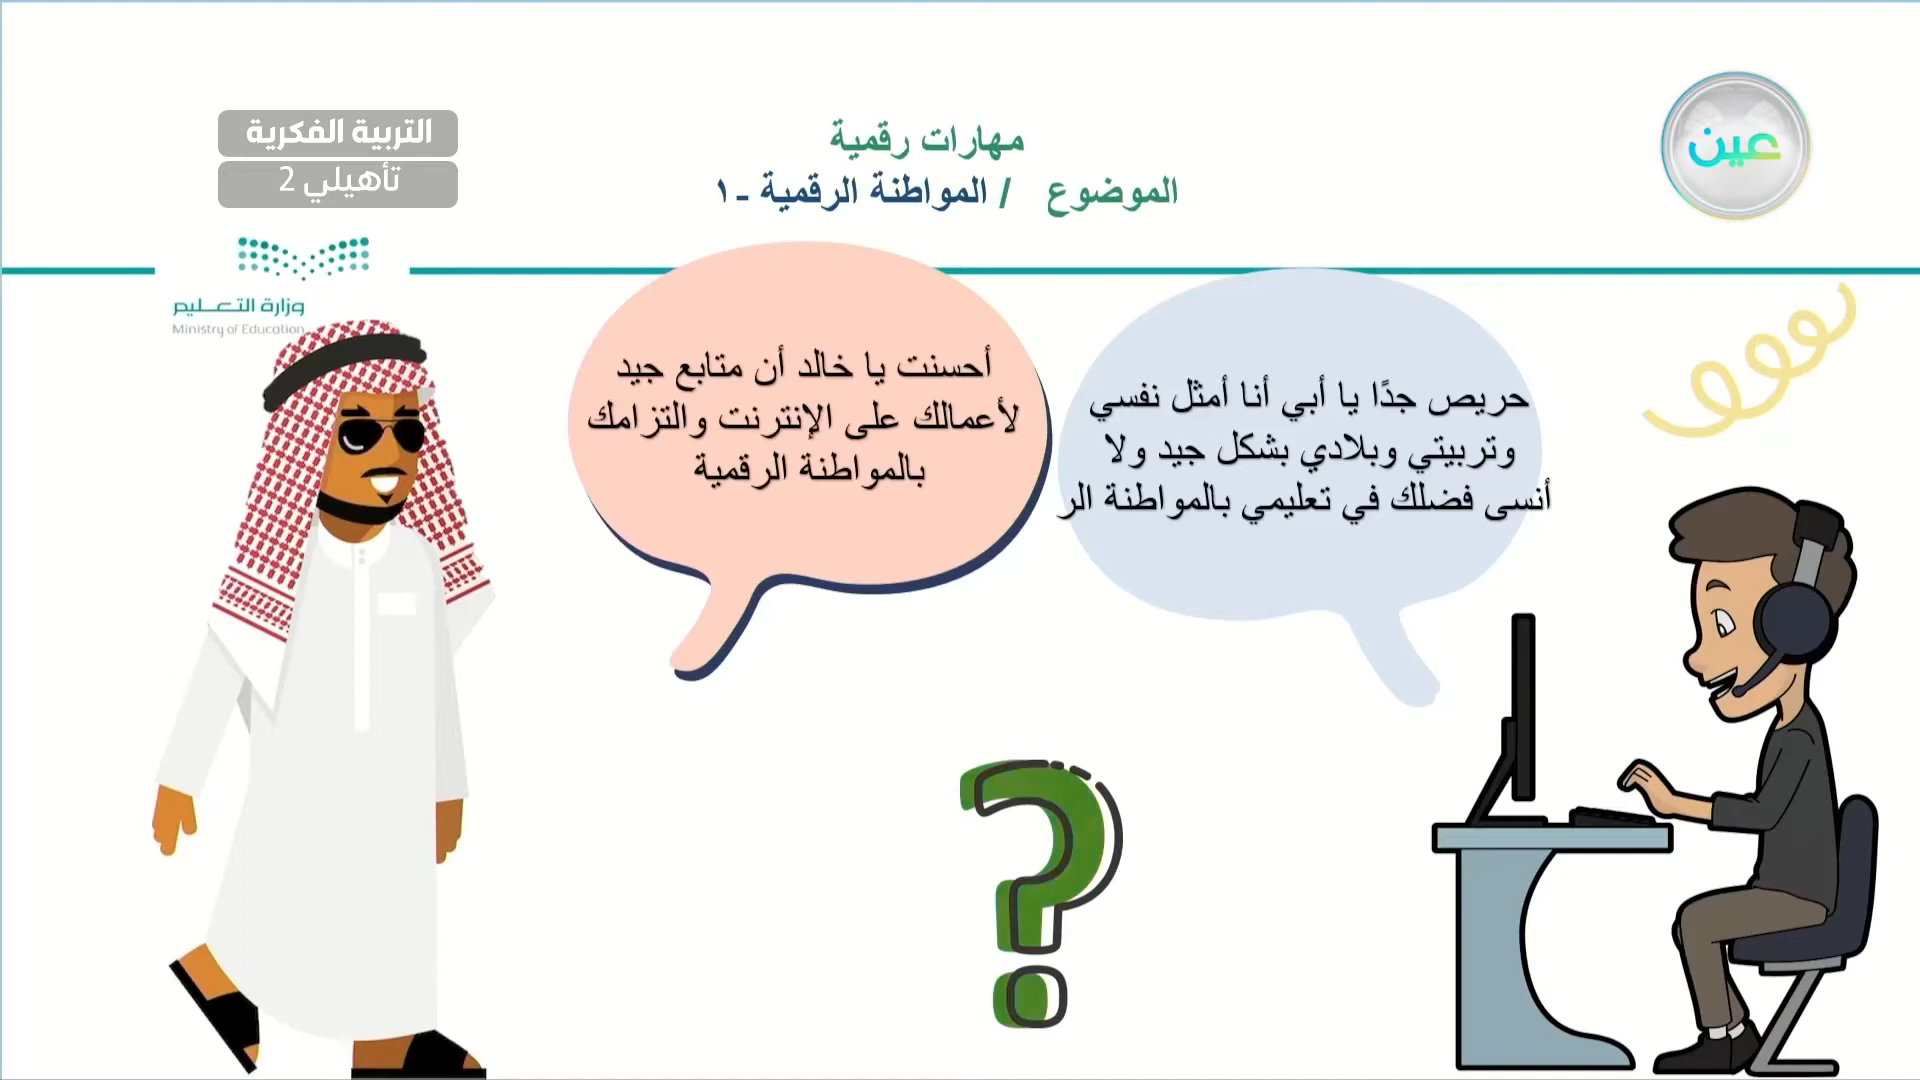 التربية الفكرية
تأهيلي 2
مهارات رقمية
الموضوع / المواطنة الرقمية -١
عين
وزارة التعليم
Ministry of Education
أحسنت يا خالد أن متابع جيد
لأعمالك على الإنترنت والتزامك
بالمواطنة الرقمية
حريص جدًا يا أبي أنا أمثل نفسي
وتربيتي وبلادي بشكل جيد ولا
أنسى فضلك في تعليمي بالمواطنة الر